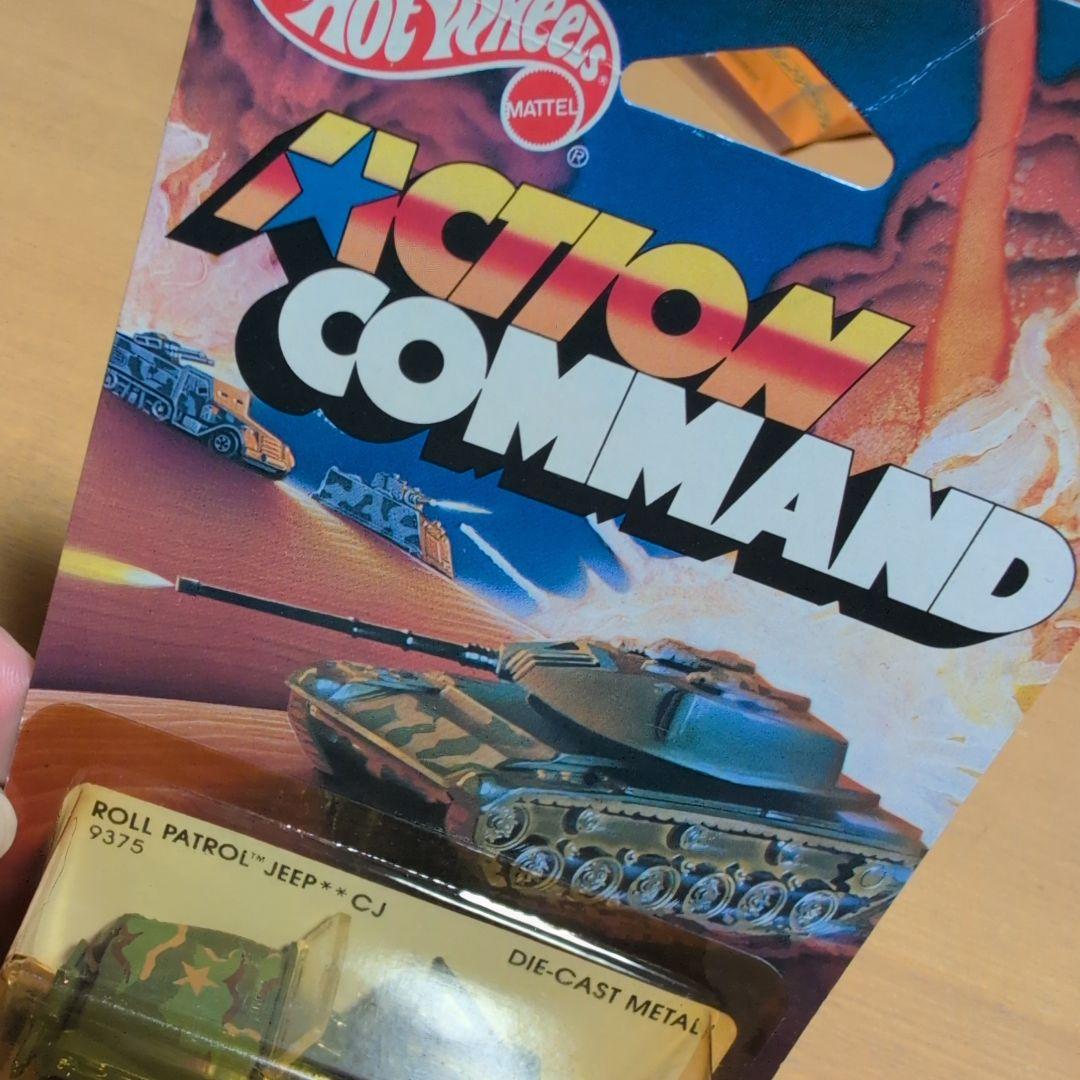 HOT WHEELS®
MATTEL
®
ACTION
COMMAND
ROLL PATROL™ JEEP** CJ
9375
DIE-CAST METAL